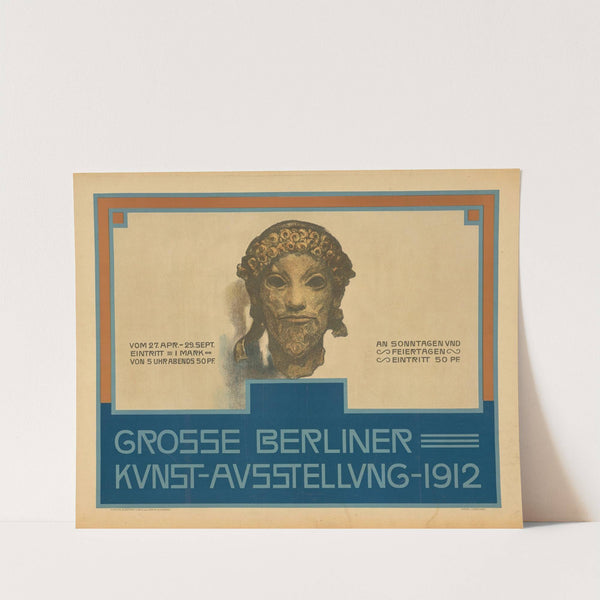 VOM 27. APR. – 29. SEPT.
EINTRITT = 1 MARK
VON 5 UHR ABENDS 50 PF.
AN SONNTAGEN VND
FEIERTAGEN
EINTRITT 50 PF.
GROSSE BERLINER
KVNST-AVSSTELLVNG-1912